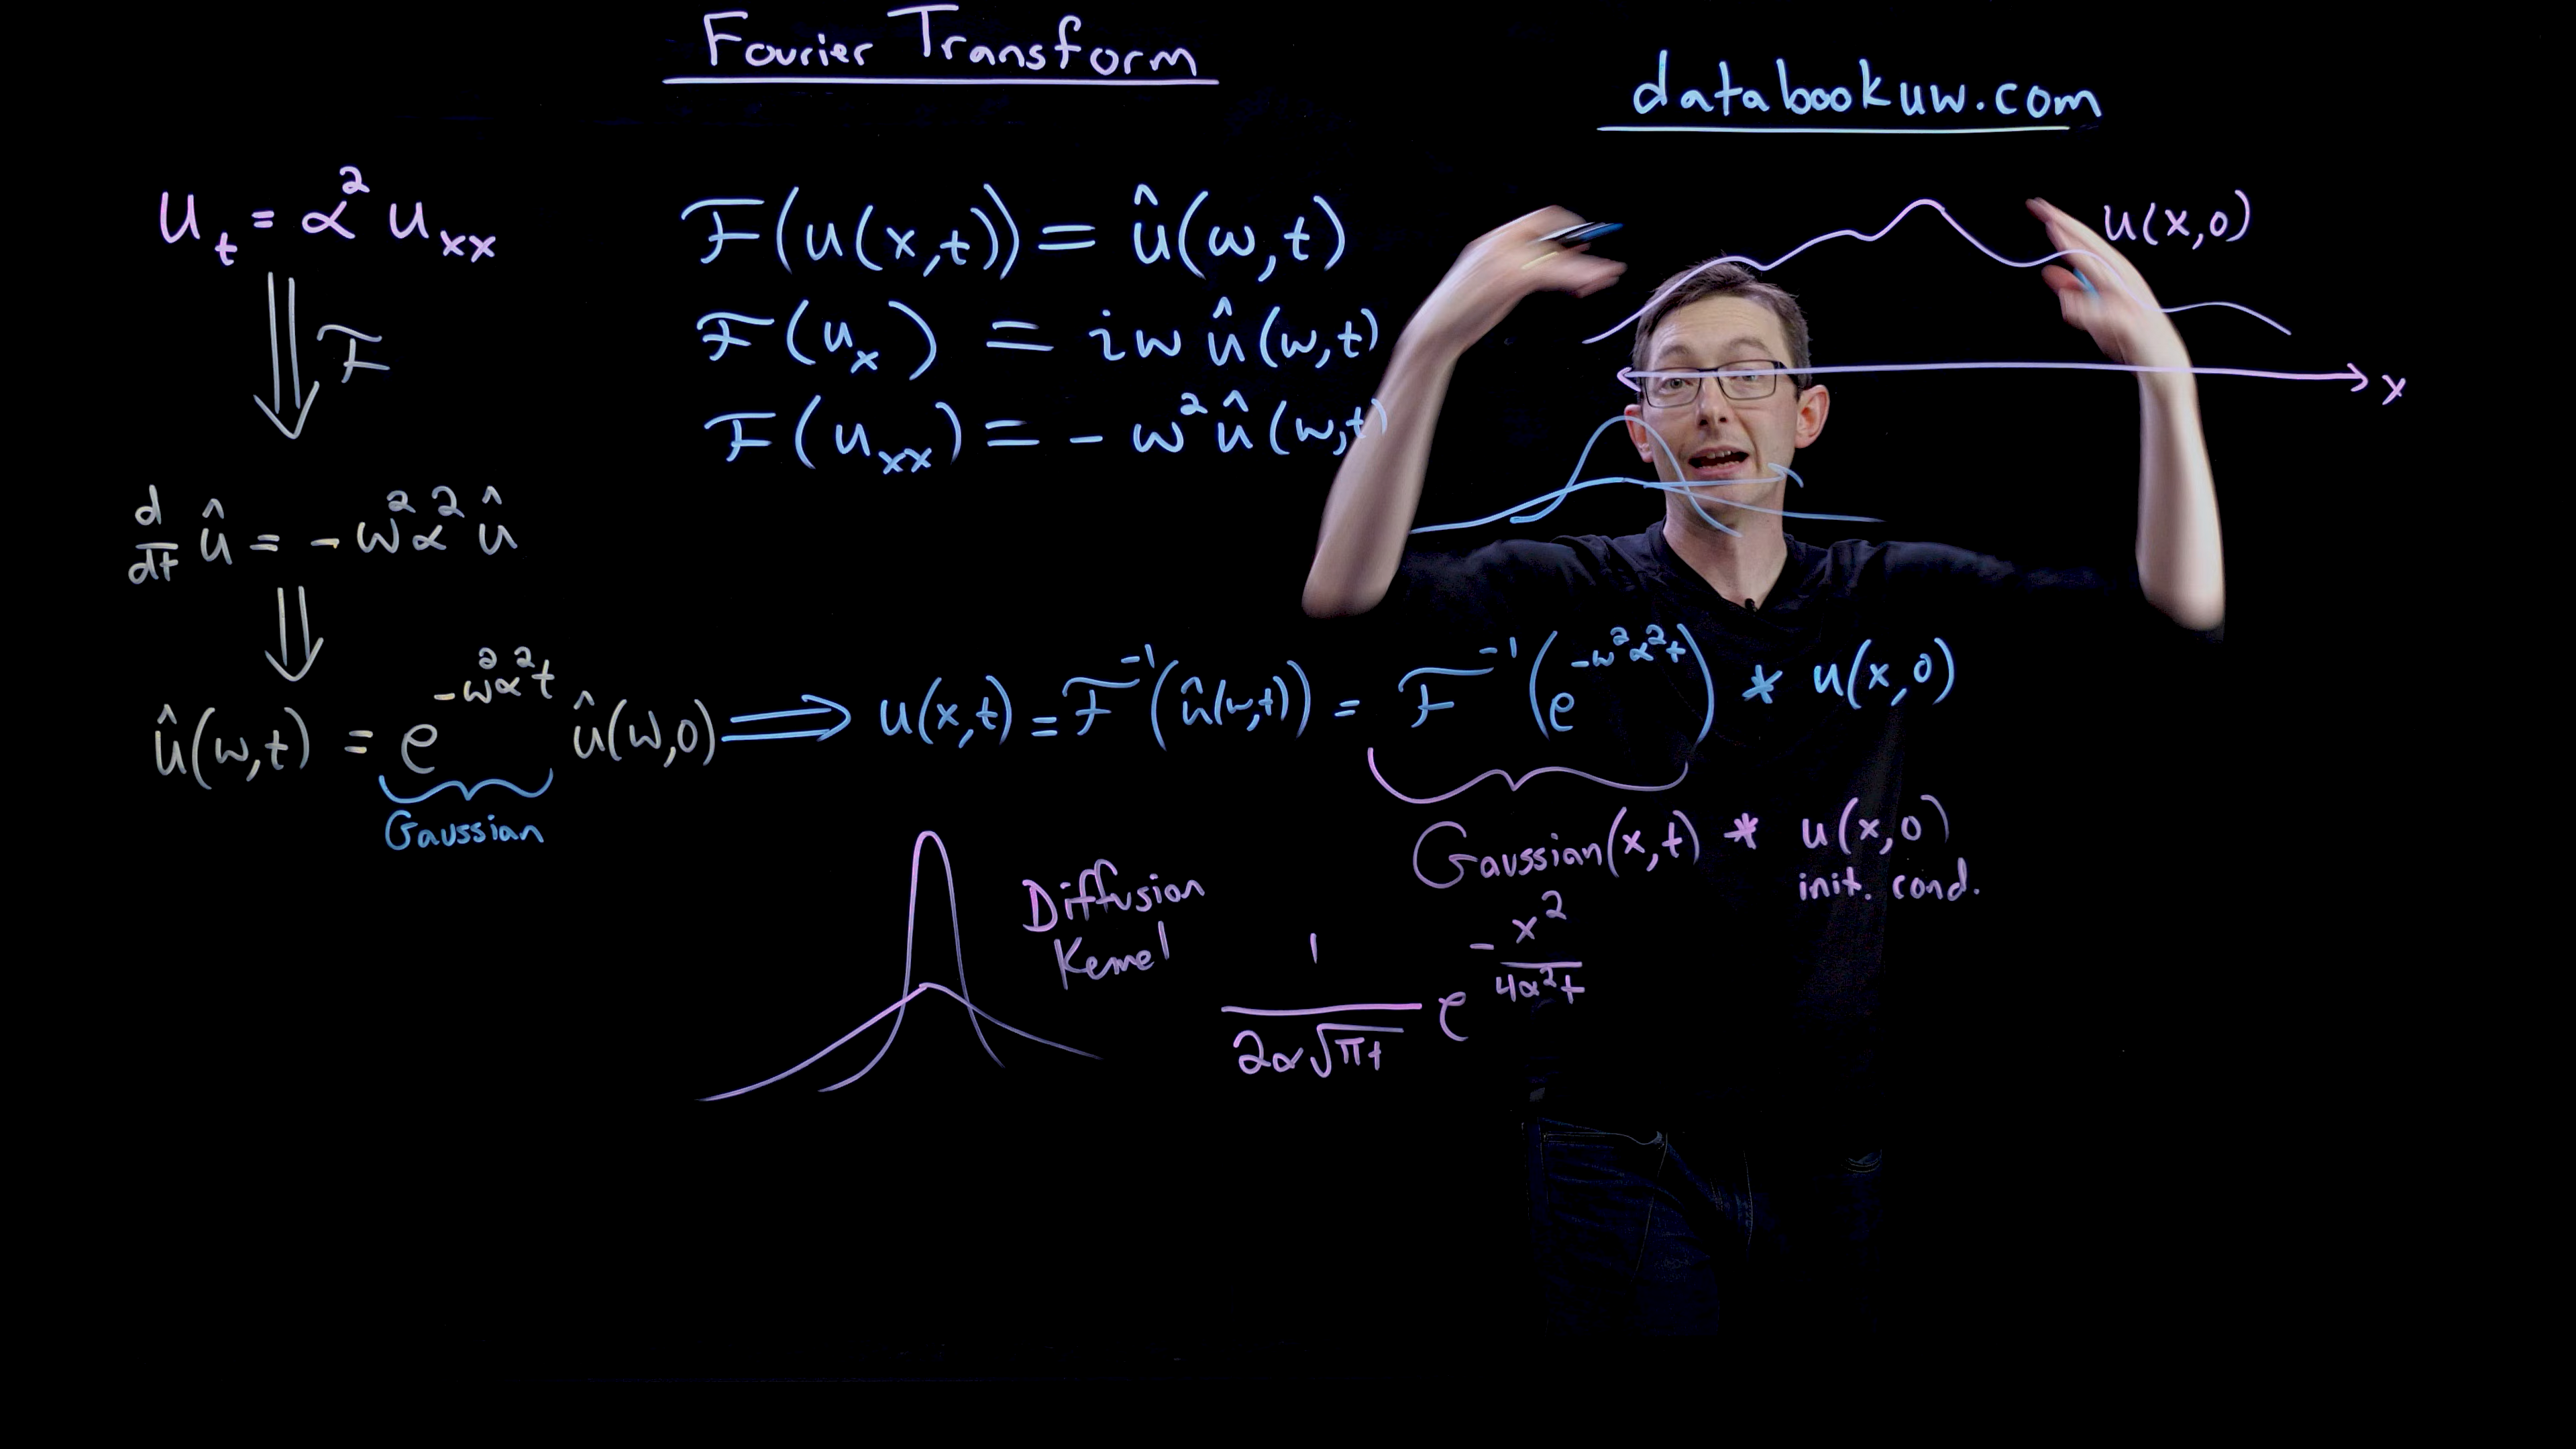 Fourier Transform
databookuw.com
u_t = α² u_xx
F
d/dt û = -ω²α² û
û(ω,t) = e^(-ω²α²t) û(ω,0) ⟹ u(x,t) = F⁻¹(û(ω,t)) = F⁻¹(e^(-ω²α²t)) * u(x,0)
Gaussian
F(u(x,t)) = û(ω,t)
F(u_x) = iω û(ω,t)
F(u_xx) = -ω² û(ω,t)
u(x,0)
x
Gaussian(x,t) * u(x,0)
init. cond.
Diffusion
Kernel
1/(2α√(πt)) e^(-x²/(4α²t))